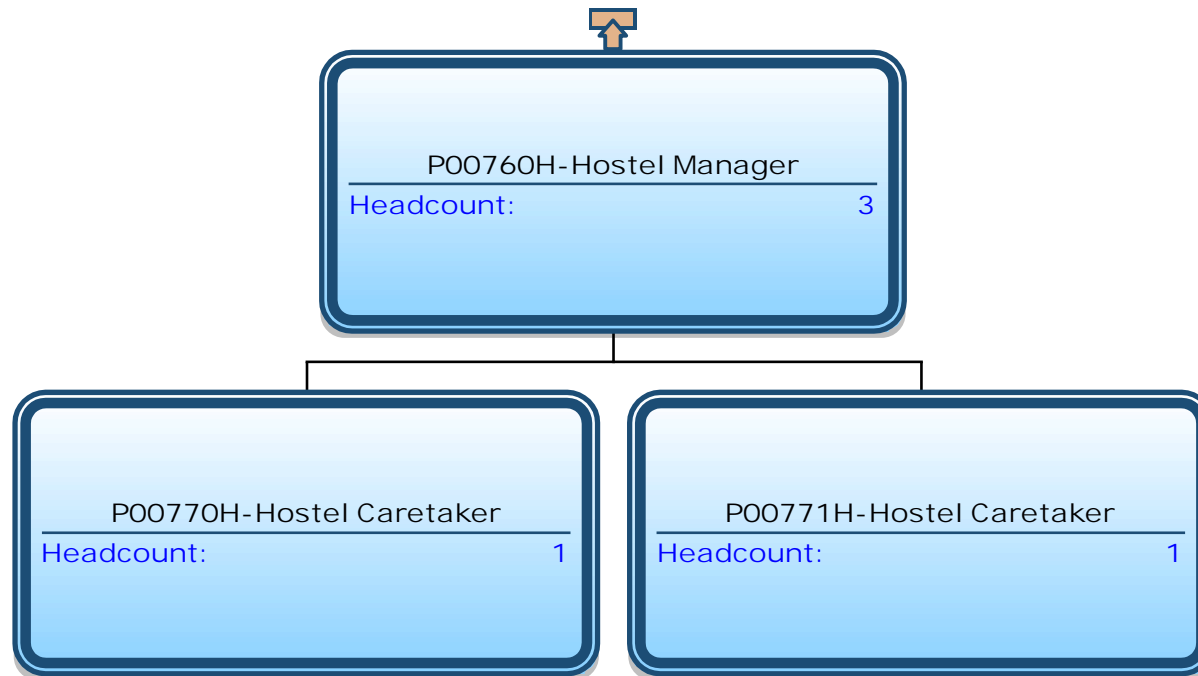 P00760H-Hostel Manager
Headcount: 3
P00770H-Hostel Caretaker
Headcount: 1
P00771H-Hostel Caretaker
Headcount: 1